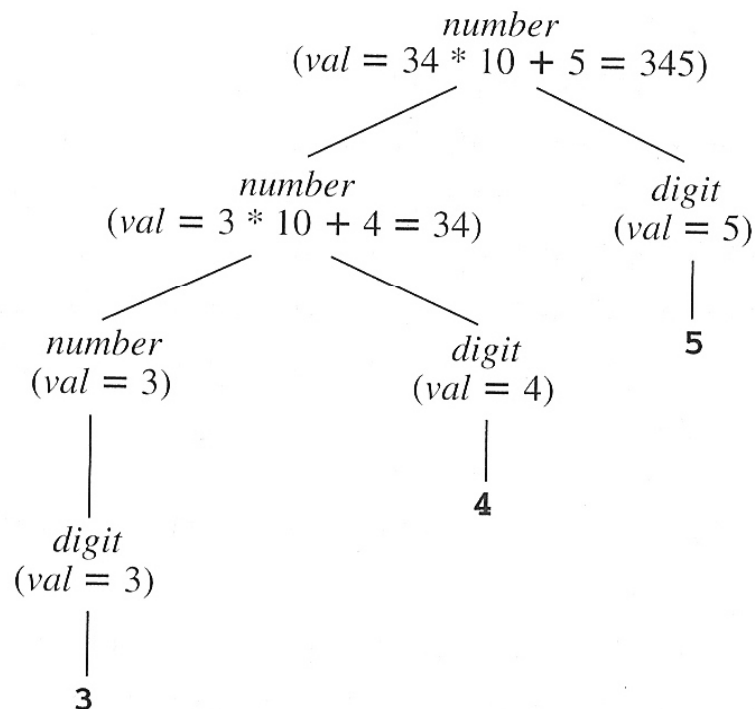 number
(val = 34 * 10 + 5 = 345)
number
(val = 3 * 10 + 4 = 34)
digit
(val = 5)
number
(val = 3)
digit
(val = 4)
5
4
digit
(val = 3)
3